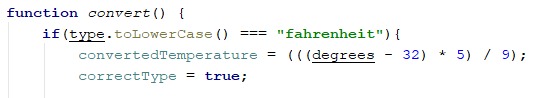 function convert() {
if(type.toLowerCase() === "fahrenheit"){
convertedTemperature = (((degrees - 32) * 5) / 9);
correctType = true;